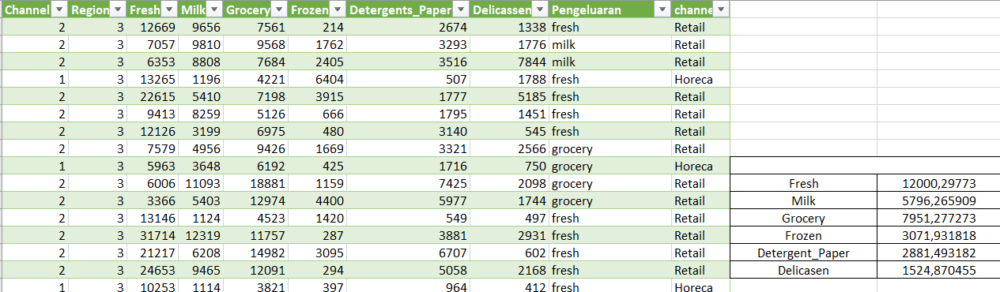 Channel Region Fresh Milk Grocery Frozen Detergents_Paper Delicassen Pengeluaran channe
2 3 12669 9656 7561 214 2674 1338 fresh Retail
2 3 7057 9810 9568 1762 3293 1776 milk Retail
2 3 6353 8808 7684 2405 3516 7844 milk Retail
1 3 13265 1196 4221 6404 507 1788 fresh Horeca
2 3 22615 5410 7198 3915 1777 5185 fresh Retail
2 3 9413 8259 5126 666 1795 1451 fresh Retail
2 3 12126 3199 6975 480 3140 545 fresh Retail
2 3 7579 4956 9426 1669 3321 2566 grocery Retail
1 3 5963 3648 6192 425 1716 750 grocery Horeca
2 3 6006 11093 18881 1159 7425 2098 grocery Retail Fresh 12000,29773
2 3 3366 5403 12974 4400 5977 1744 grocery Retail Milk 5796,265909
2 3 13146 1124 4523 1420 549 497 fresh Retail Grocery 7951,277273
2 3 31714 12319 11757 287 3881 2931 fresh Retail Frozen 3071,931818
2 3 21217 6208 14982 3095 6707 602 fresh Retail Detergent_Paper 2881,493182
2 3 24653 9465 12091 294 5058 2168 fresh Retail Delicasen 1524,870455
1 3 10253 1114 3821 397 964 412 fresh Horeca